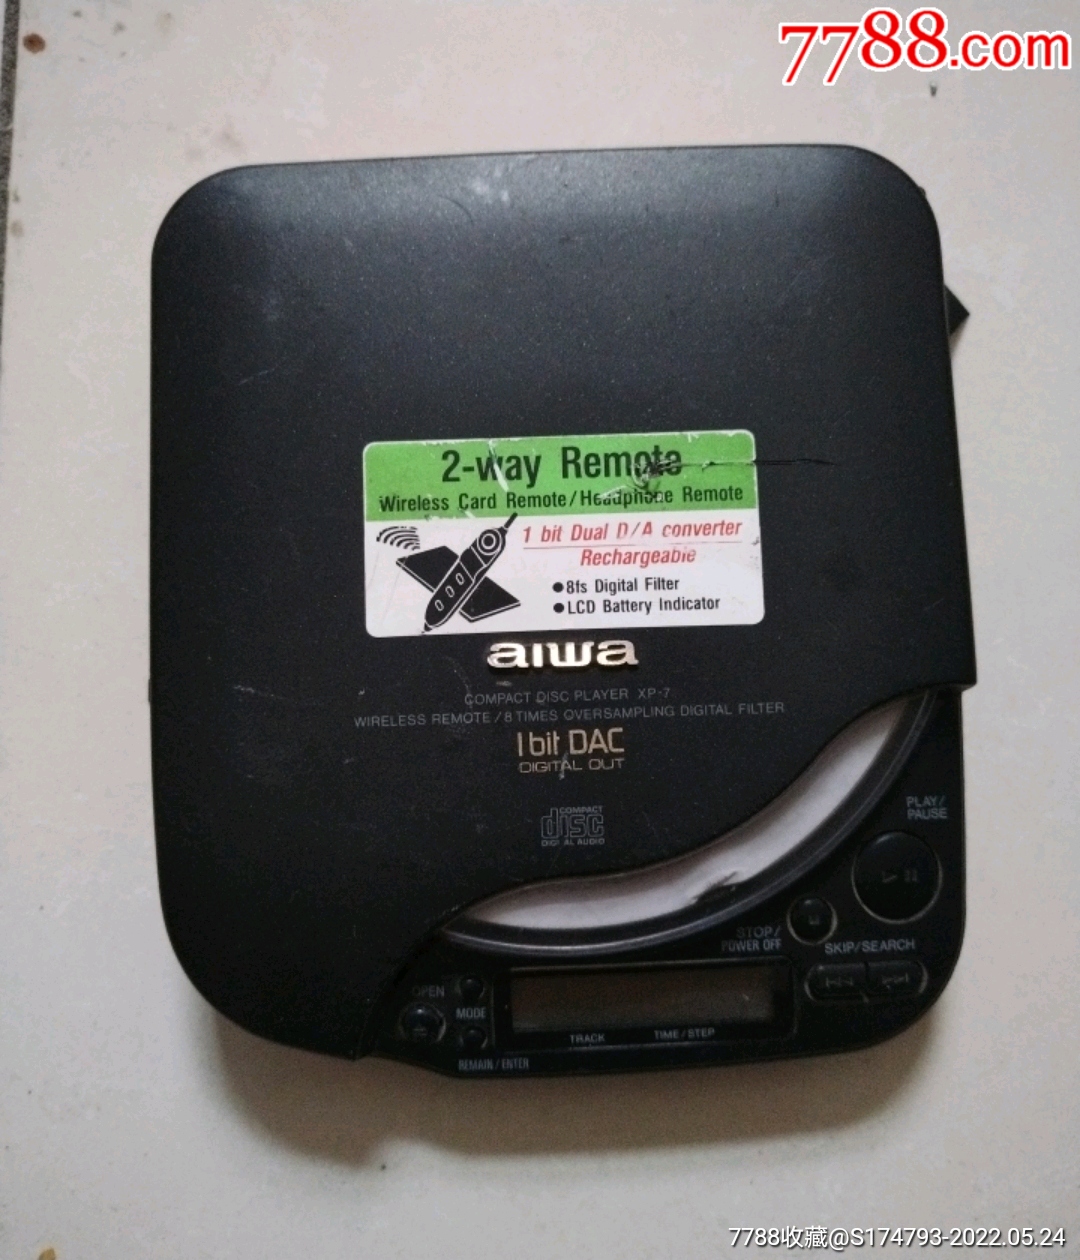 7788.com
2-way Remote
Wireless Card Remote/Headphone Remote
1 bit Dual D/A converter
Rechargeable
●8fs Digital Filter
●LCD Battery Indicator
aiwa
COMPACT DISC PLAYER XP-7
WIRELESS REMOTE/8 TIMES OVERSAMPLING DIGITAL FILTER
1bit DAC
DIGITAL OUT
COMPACT
disc
DIGITAL AUDIO
PLAY/
PAUSE
STOP/
POWER OFF
SKIP/SEARCH
OPEN
MODE
TRACK TIME/STEP
REMAIN/ENTER
7788收藏@S174793-2022.05.24